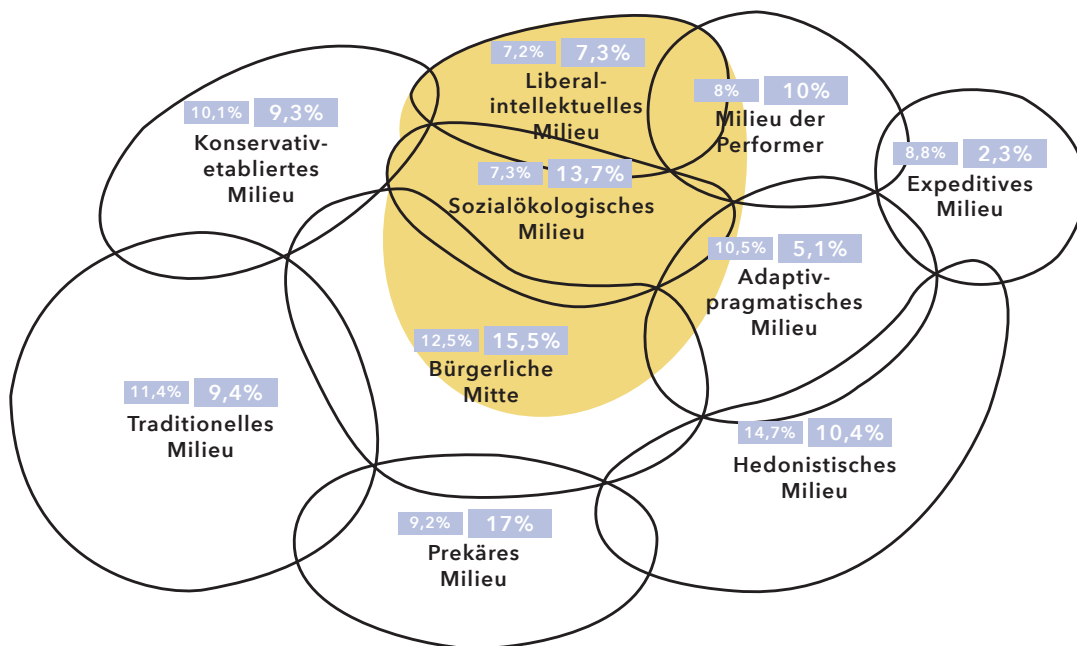 7,2% 7,3%
Liberal-
intellektuelles
Milieu
8% 10%
Milieu der
Performer
10,1% 9,3%
Konservativ-
etabliertes
Milieu
8,8% 2,3%
Expeditives
Milieu
7,3% 13,7%
Sozialökologisches
Milieu
10,5% 5,1%
Adaptiv-
pragmatisches
Milieu
12,5% 15,5%
Bürgerliche
Mitte
11,4% 9,4%
Traditionelles
Milieu
14,7% 10,4%
Hedonistisches
Milieu
9,2% 17%
Prekäres
Milieu